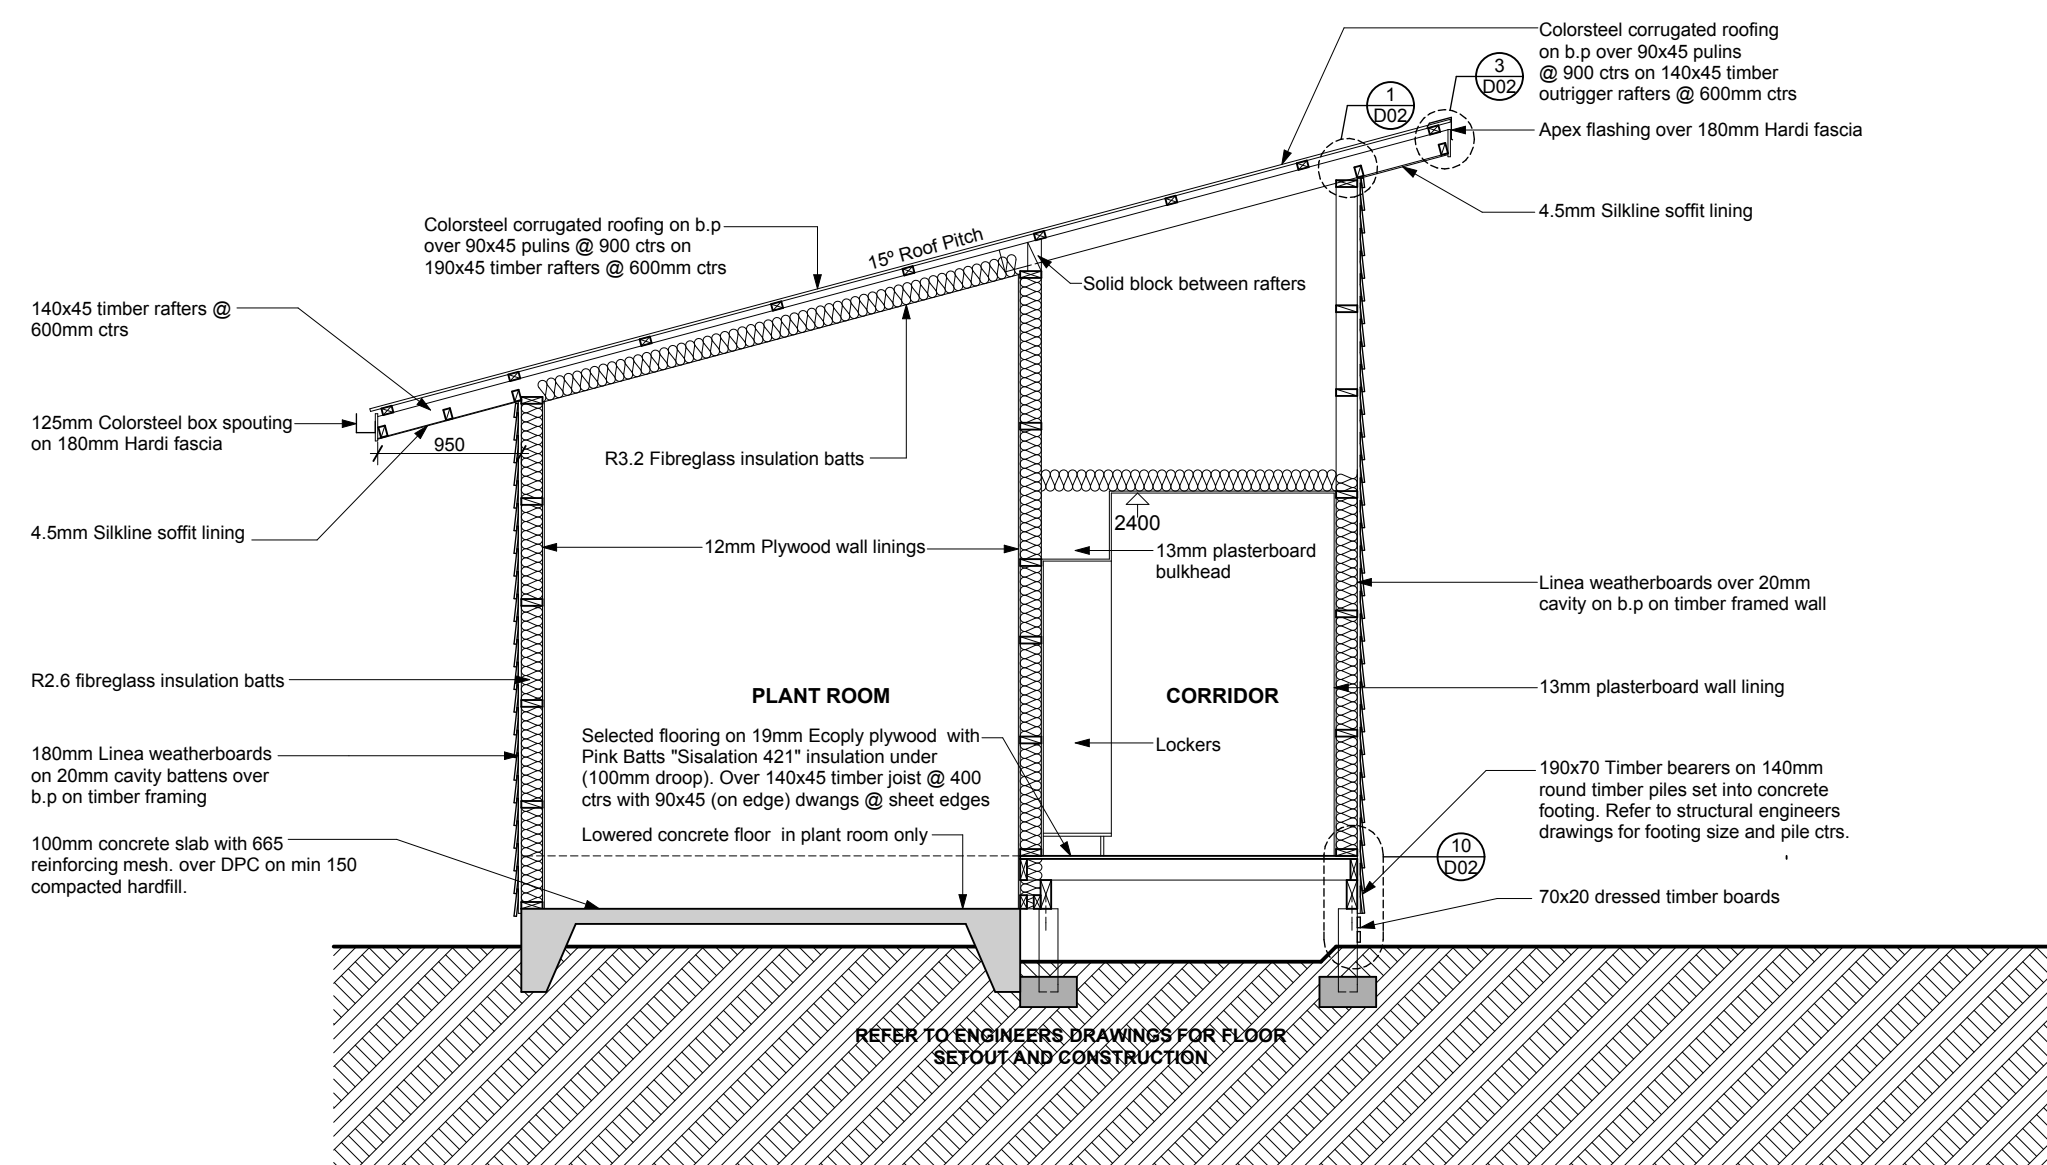 Colorsteel corrugated roofing
on b.p over 90x45 pulins
@ 900 ctrs on 140x45 timber
outrigger rafters @ 600mm ctrs
3
D02
1
D02
Apex flashing over 180mm Hardi fascia
4.5mm Silkline soffit lining
Colorsteel corrugated roofing on b.p
over 90x45 pulins @ 900 ctrs on
190x45 timber rafters @ 600mm ctrs
15º Roof Pitch
Solid block between rafters
140x45 timber rafters @
600mm ctrs
125mm Colorsteel box spouting
on 180mm Hardi fascia
950
R3.2 Fibreglass insulation batts
4.5mm Silkline soffit lining
2400
12mm Plywood wall linings
13mm plasterboard
bulkhead
Linea weatherboards over 20mm
cavity on b.p on timber framed wall
R2.6 fibreglass insulation batts
PLANT ROOM
CORRIDOR
13mm plasterboard wall lining
Selected flooring on 19mm Ecoply plywood with
Pink Batts "Sisalation 421" insulation under
(100mm droop). Over 140x45 timber joist @ 400
ctrs with 90x45 (on edge) dwangs @ sheet edges
Lockers
180mm Linea weatherboards
on 20mm cavity battens over
b.p on timber framing
190x70 Timber bearers on 140mm
round timber piles set into concrete
footing. Refer to structural engineers
drawings for footing size and pile ctrs.
Lowered concrete floor in plant room only
100mm concrete slab with 665
reinforcing mesh. over DPC on min 150
compacted hardfill.
10
D02
70x20 dressed timber boards
REFER TO ENGINEERS DRAWINGS FOR FLOOR
SETOUT AND CONSTRUCTION